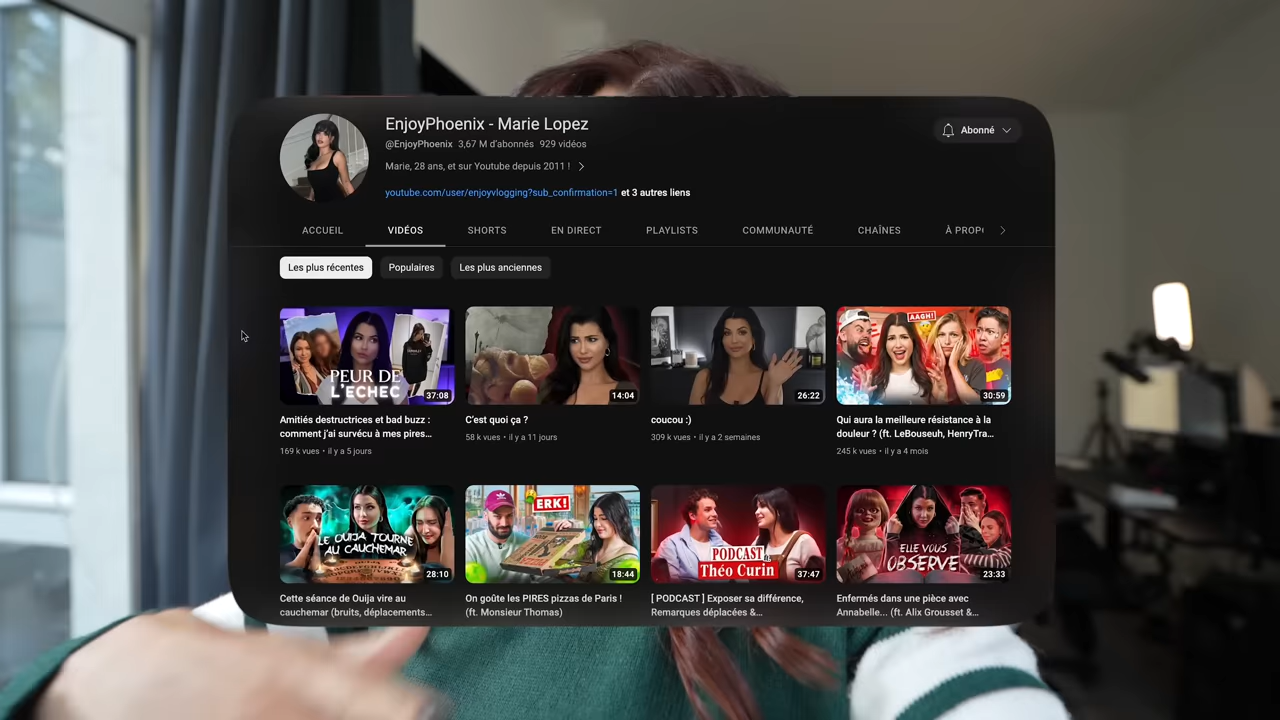 EnjoyPhoenix - Marie Lopez
Abonné
@EnjoyPhoenix 3,67 M d'abonnés 929 vidéos
Marie, 28 ans, et sur Youtube depuis 2011 !
youtube.com/user/enjoyvlogging?sub_confirmation=1 et 3 autres liens
ACCUEIL VIDÉOS SHORTS EN DIRECT PLAYLISTS COMMUNAUTÉ CHAÎNES À PROP
Les plus récentes Populaires Les plus anciennes
PEUR DE
L'ECHEC
37:08
14:04
26:22
AAGH!
30:59
Amitiés destructrices et bad buzz :
comment j'ai survécu à mes pires…
169 k vues • il y a 5 jours
C'est quoi ça ?
58 k vues • il y a 11 jours
coucou :)
309 k vues • il y a 2 semaines
Qui aura la meilleure résistance à la
douleur ? (ft. LeBouseuh, HenryTra…
245 k vues • il y a 4 mois
LE OUIJA TOURNE
AU CAUCHEMAR
28:10
ERK!
18:44
PODCAST
Théo Curin
37:47
ELLE VOUS
OBSERVE
23:33
Cette séance de Ouija vire au
cauchemar (bruits, déplacements…
On goûte les PIRES pizzas de Paris !
(ft. Monsieur Thomas)
[ PODCAST ] Exposer sa différence,
Remarques déplacées &…
Enfermés dans une pièce avec
Annabelle... (ft. Alix Grousset &…